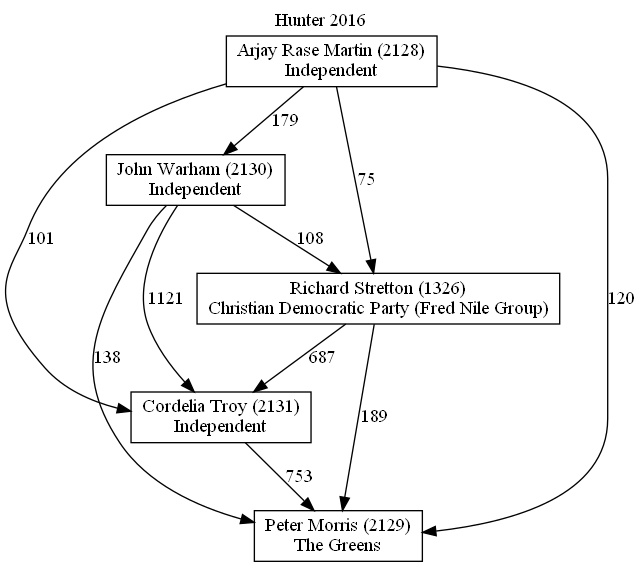 Hunter 2016
Arjay Rase Martin (2128)
Independent
179
John Warham (2130)
Independent
75
101
108
Richard Stretton (1326)
Christian Democratic Party (Fred Nile Group)
1121
120
138
687
Cordelia Troy (2131)
Independent
189
753
Peter Morris (2129)
The Greens